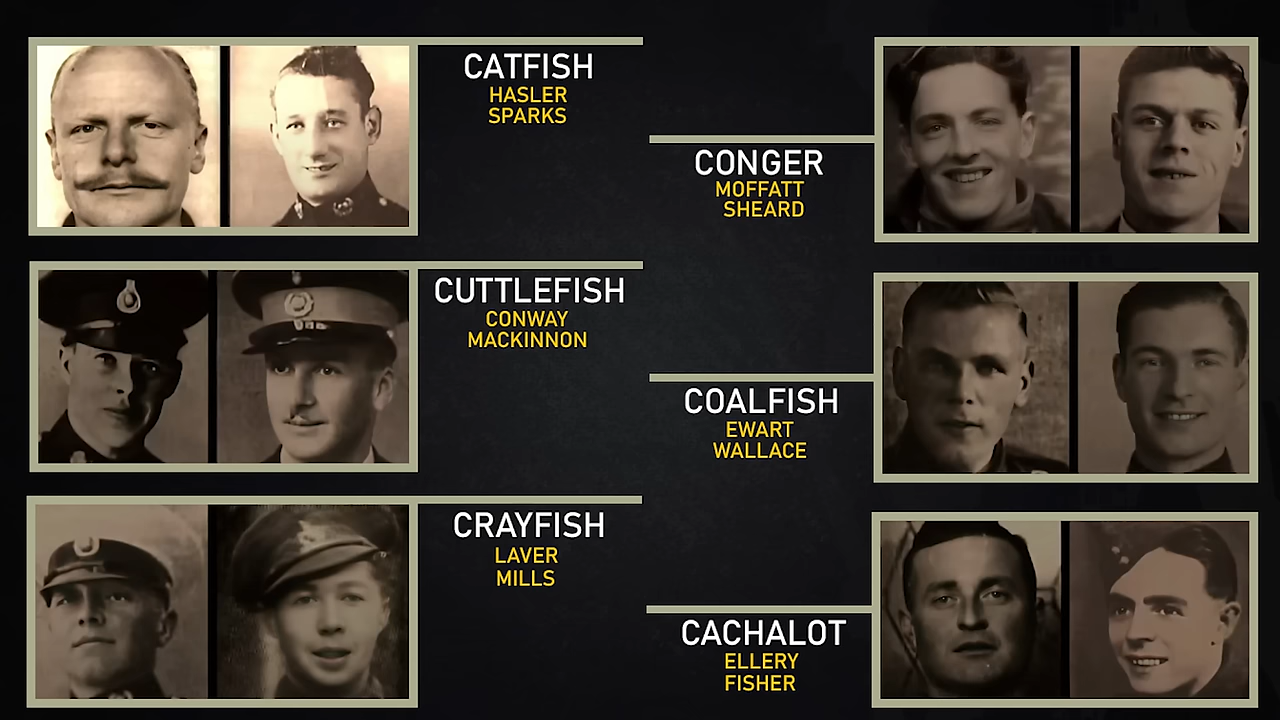 CATFISH
HASLER
SPARKS
CONGER
MOFFATT
SHEARD
CUTTLEFISH
CONWAY
MACKINNON
COALFISH
EWART
WALLACE
CRAYFISH
LAVER
MILLS
CACHALOT
ELLERY
FISHER